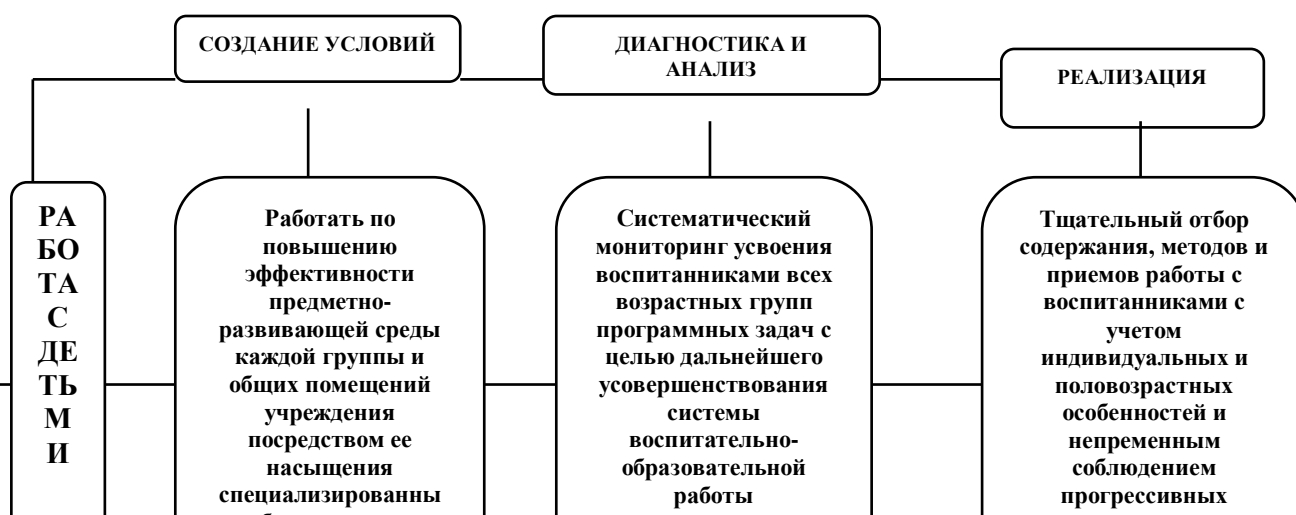 СОЗДАНИЕ УСЛОВИЙ
ДИАГНОСТИКА И
АНАЛИЗ
РЕАЛИЗАЦИЯ
РА
БО
ТА
С
ДЕ
ТЬ
М
И
Работать по
повышению
эффективности
предметно-
развивающей среды
каждой группы и
общих помещений
учреждения
посредством ее
насыщения
специализированны
Систематический
мониторинг усвоения
воспитанниками всех
возрастных групп
программных задач с
целью дальнейшего
усовершенствования
системы
воспитательно-
образовательной
работы
Тщательный отбор
содержания, методов и
приемов работы с
воспитанниками с
учетом
индивидуальных и
половозрастных
особенностей и
непременным
соблюдением
прогрессивных